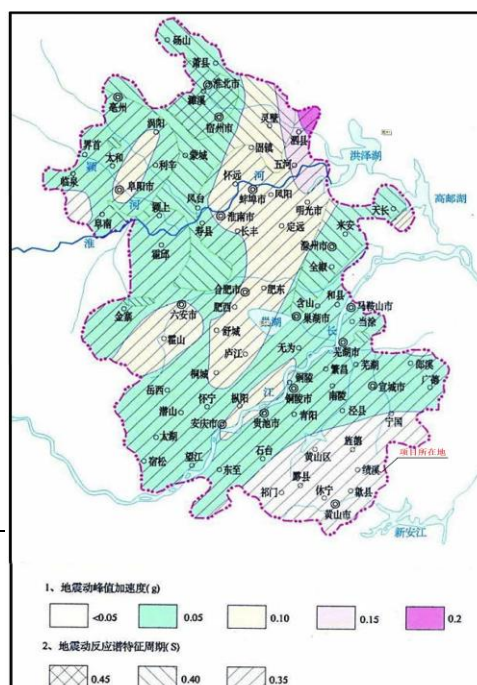 砀山
萧县
淮北市
濉溪
亳州
宿州市
灵璧
泗县
涡阳
界首
太和
利辛
蒙城
固镇
五河
洪泽湖
临泉
颍
阜阳市
怀远
河
蚌埠市
凤阳
高邮湖
凤台
颍上
河
阜南
淮
淮南市
寿县
长丰
明光市
定远
天长
来安
滁州市
霍邱
全椒
合肥市
肥东
肥西
含山
和县
马鞍山市
金寨
六安市
巢湖
巢湖市
当涂
舒城
长
霍山
庐江
无为
芜湖市
芜湖
繁昌
郎溪
桐城
铜陵
宣城市
广德
岳西
枞阳
江
铜陵市
南陵
怀宁
潜山
安庆市
贵池市
青阳
泾县
宁国
太湖
石台
黄山区
旌德
项目所在地
宿松
望江
东至
绩溪
黟县
祁门
休宁
歙县
黄山市
新安江
1、地震动峰值加速度(g)
<0.05 0.05 0.10 0.15 0.2
2、地震动反应谱特征周期(S)
0.45 0.40 0.35